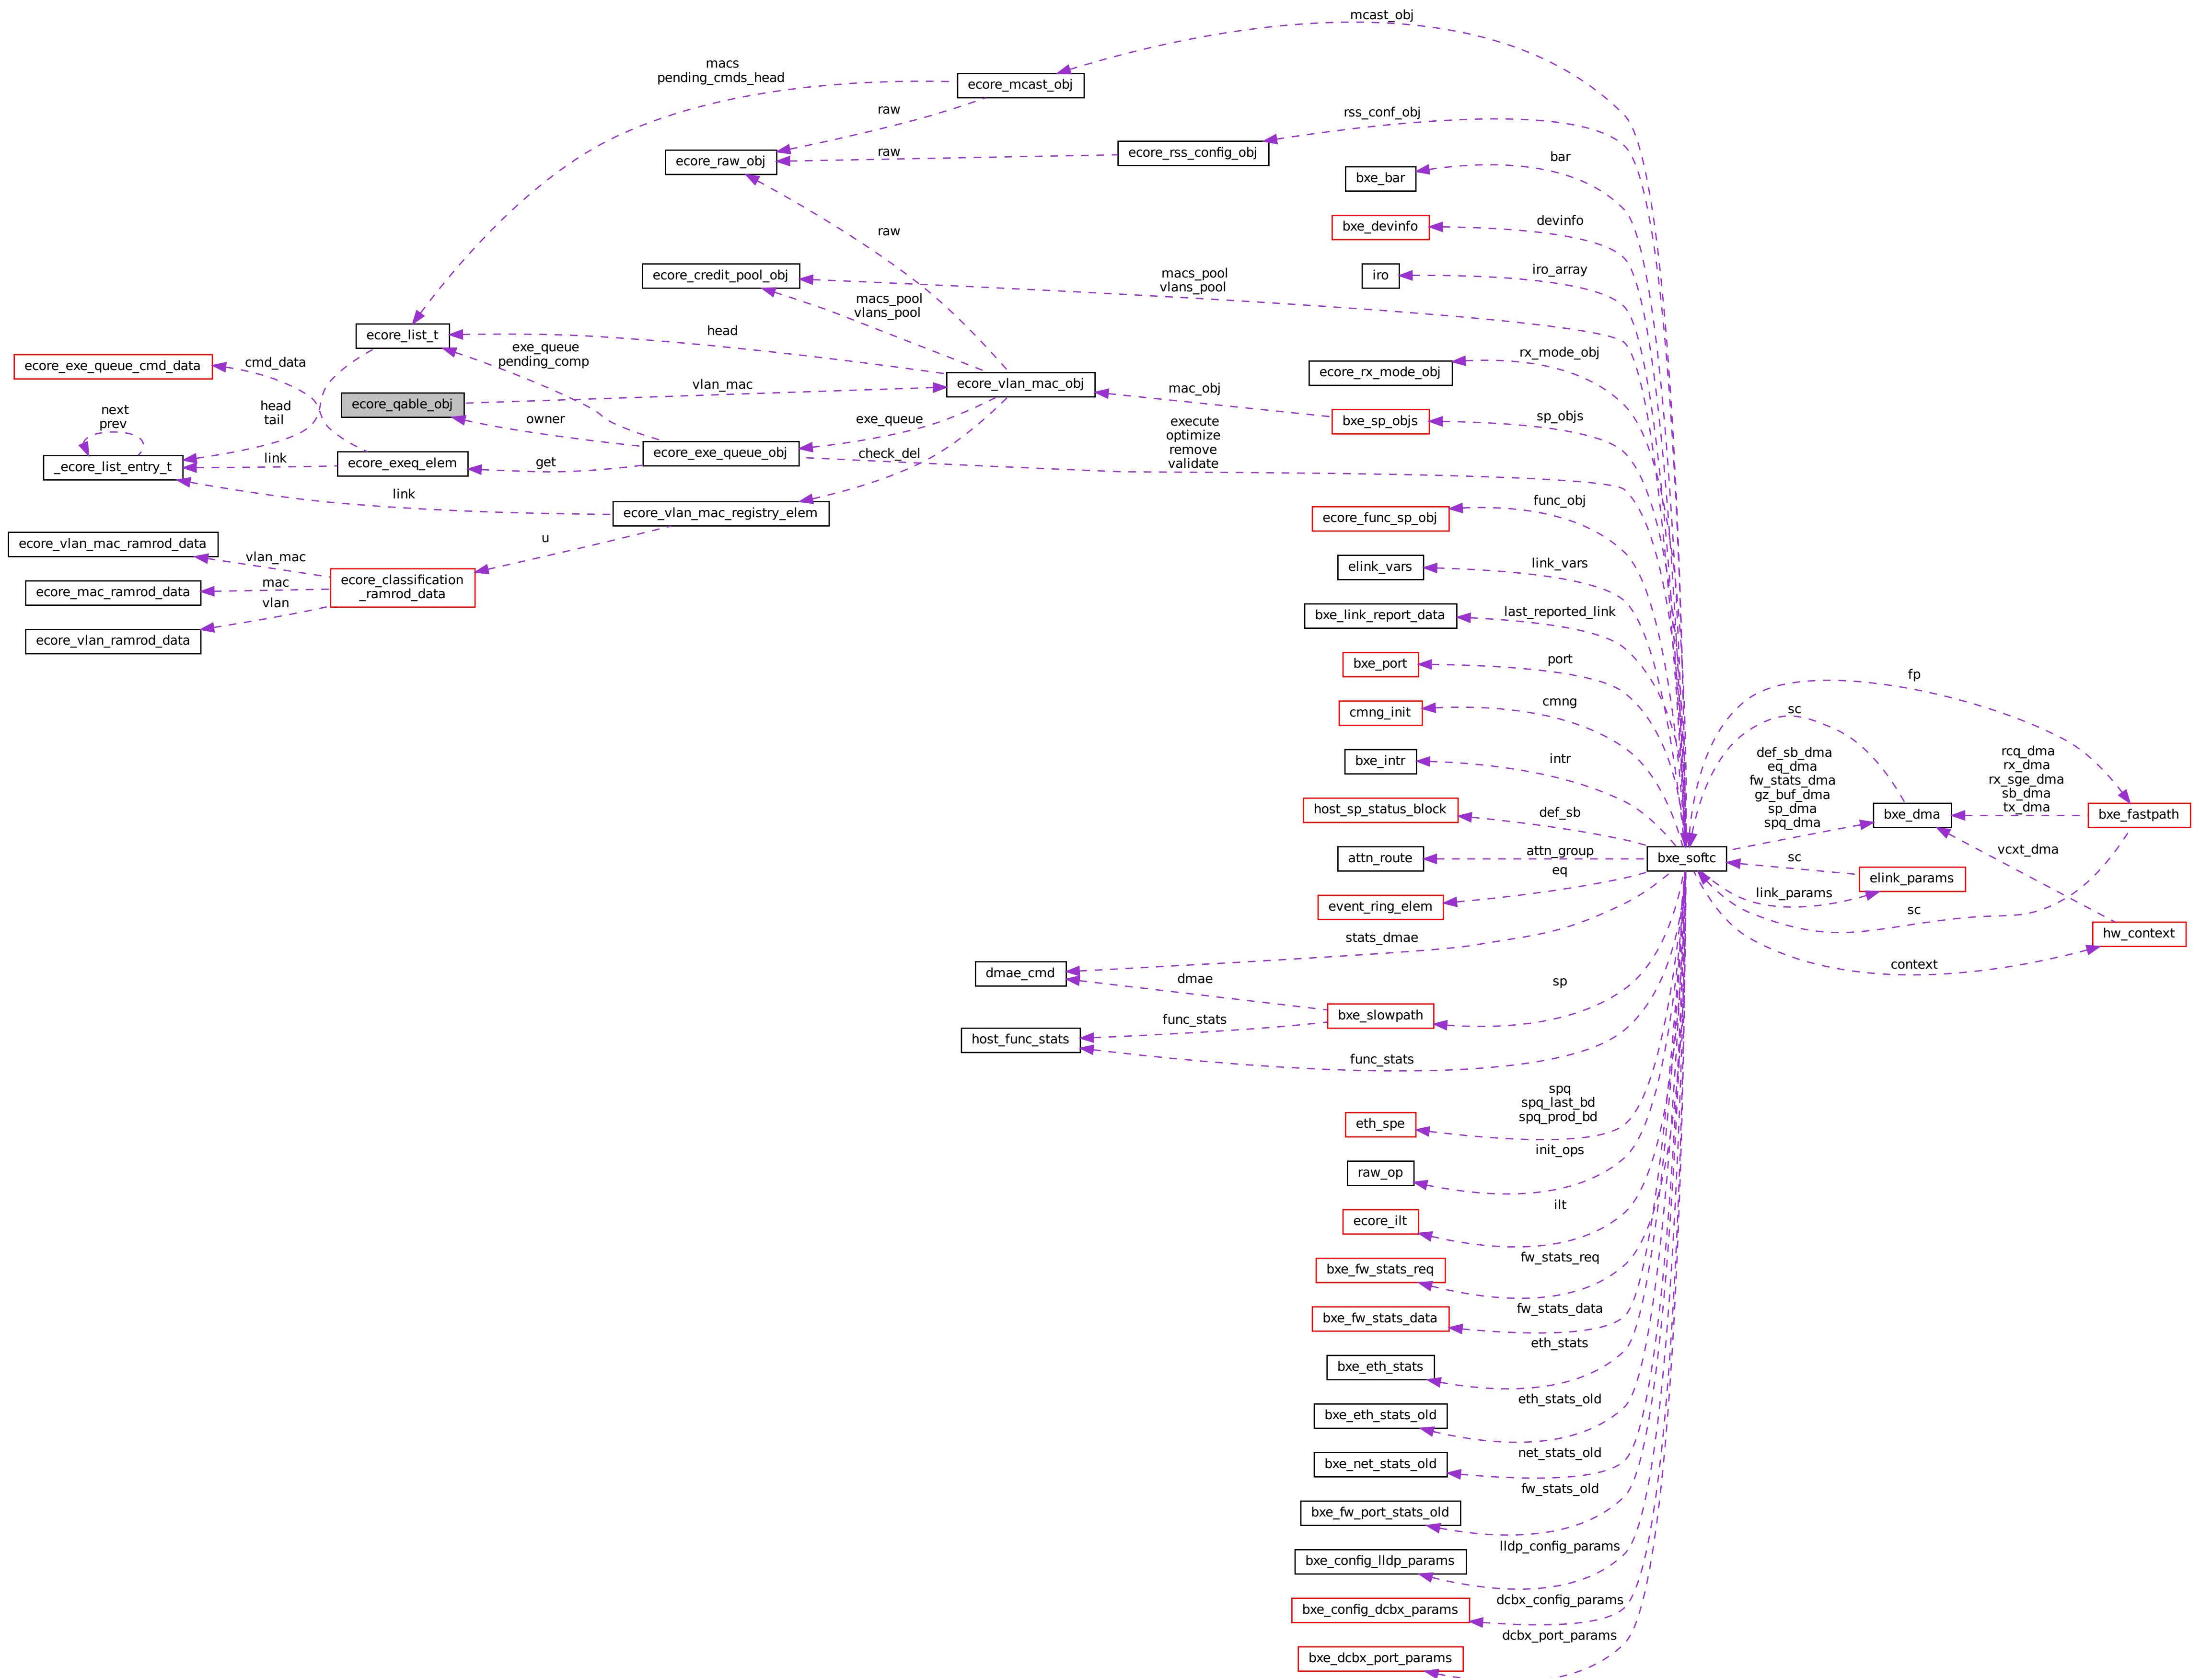 mcast_obj
macs
pending_cmds_head
ecore_mcast_obj
raw
rss_conf_obj
ecore_raw_obj
raw
ecore_rss_config_obj
bar
bxe_bar
raw
devinfo
bxe_devinfo
ecore_credit_pool_obj
macs_pool
vlans_pool
iro_array
iro
macs_pool
vlans_pool
ecore_list_t
head
rx_mode_obj
ecore_rx_mode_obj
ecore_exe_queue_cmd_data
cmd_data
exe_queue
pending_comp
ecore_qable_obj
vlan_mac
ecore_vlan_mac_obj
mac_obj
bxe_sp_objs
sp_objs
next
prev
head
tail
owner
exe_queue
execute
optimize
remove
validate
_ecore_list_entry_t
link
ecore_exeq_elem
get
ecore_exe_queue_obj
check_del
link
ecore_vlan_mac_registry_elem
func_obj
ecore_func_sp_obj
ecore_vlan_mac_ramrod_data
vlan_mac
u
link_vars
elink_vars
ecore_mac_ramrod_data
mac
ecore_classification
_ramrod_data
vlan
ecore_vlan_ramrod_data
last_reported_link
bxe_link_report_data
port
bxe_port
fp
cmng
cmng_init
sc
intr
bxe_intr
def_sb_dma
eq_dma
fw_stats_dma
gz_buf_dma
sp_dma
spq_dma
rcq_dma
rx_dma
rx_sge_dma
sb_dma
tx_dma
host_sp_status_block
def_sb
bxe_dma
bxe_fastpath
attn_route
attn_group
bxe_softc
sc
vcxt_dma
eq
elink_params
link_params
event_ring_elem
sc
hw_context
stats_dmae
context
dmae_cmd
dmae
sp
bxe_slowpath
func_stats
host_func_stats
func_stats
spq
spq_last_bd
spq_prod_bd
eth_spe
init_ops
raw_op
ilt
ecore_ilt
fw_stats_req
bxe_fw_stats_req
fw_stats_data
bxe_fw_stats_data
eth_stats
bxe_eth_stats
eth_stats_old
bxe_eth_stats_old
net_stats_old
bxe_net_stats_old
fw_stats_old
bxe_fw_port_stats_old
lldp_config_params
bxe_config_lldp_params
dcbx_config_params
bxe_config_dcbx_params
dcbx_port_params
bxe_dcbx_port_params